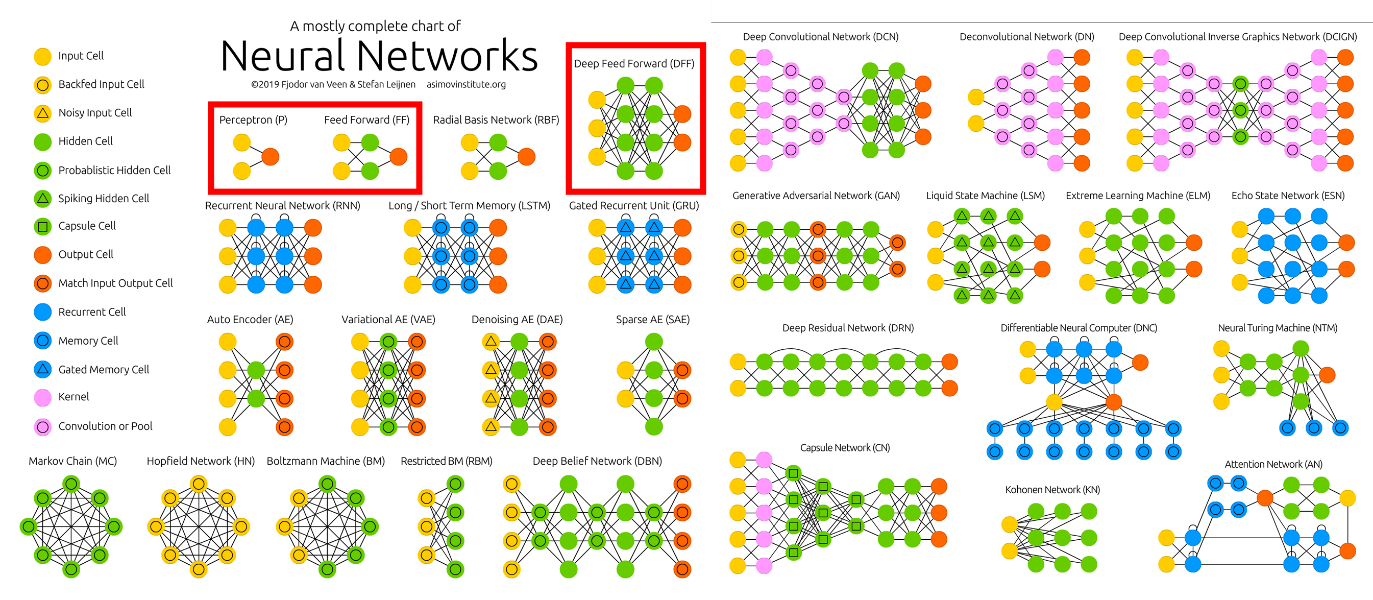 A mostly complete chart of
Neural Networks
©2019 Fjodor van Veen & Stefan Leijnen asimovinstitute.org
Input Cell
Backfed Input Cell
Noisy Input Cell
Hidden Cell
Probablistic Hidden Cell
Spiking Hidden Cell
Capsule Cell
Output Cell
Match Input Output Cell
Recurrent Cell
Memory Cell
Gated Memory Cell
Kernel
Convolution or Pool
Perceptron (P)
Feed Forward (FF)
Radial Basis Network (RBF)
Deep Feed Forward (DFF)
Recurrent Neural Network (RNN)
Long / Short Term Memory (LSTM)
Gated Recurrent Unit (GRU)
Auto Encoder (AE)
Variational AE (VAE)
Denoising AE (DAE)
Sparse AE (SAE)
Markov Chain (MC)
Hopfield Network (HN)
Boltzmann Machine (BM)
Restricted BM (RBM)
Deep Belief Network (DBN)
Deep Convolutional Network (DCN)
Deconvolutional Network (DN)
Deep Convolutional Inverse Graphics Network (DCIGN)
Generative Adversarial Network (GAN)
Liquid State Machine (LSM)
Extreme Learning Machine (ELM)
Echo State Network (ESN)
Deep Residual Network (DRN)
Differentiable Neural Computer (DNC)
Neural Turing Machine (NTM)
Capsule Network (CN)
Kohonen Network (KN)
Attention Network (AN)